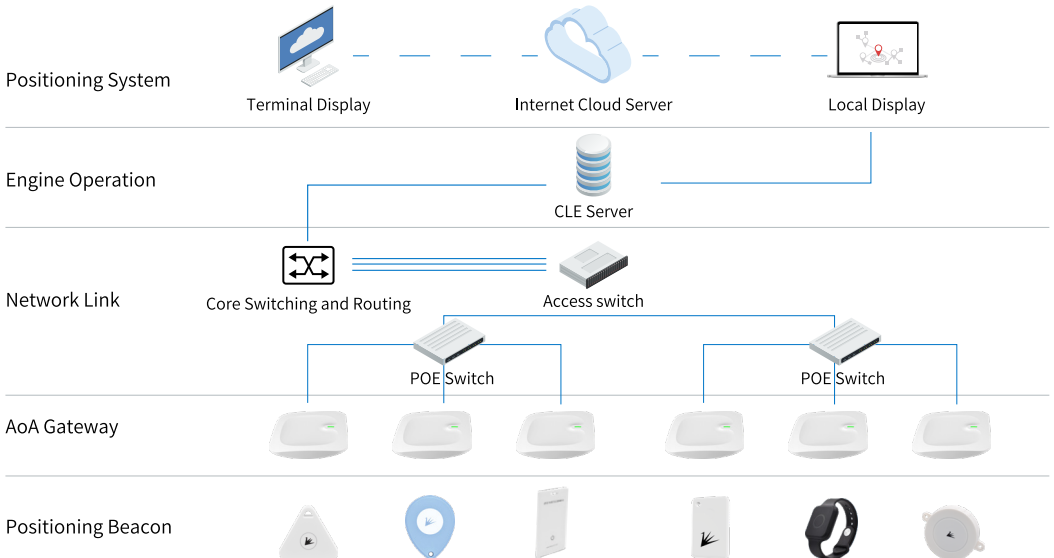 Positioning System
Terminal Display
Internet Cloud Server
Local Display
Engine Operation
CLE Server
Network Link
Core Switching and Routing
Access switch
POE Switch
POE Switch
AoA Gateway
Positioning Beacon